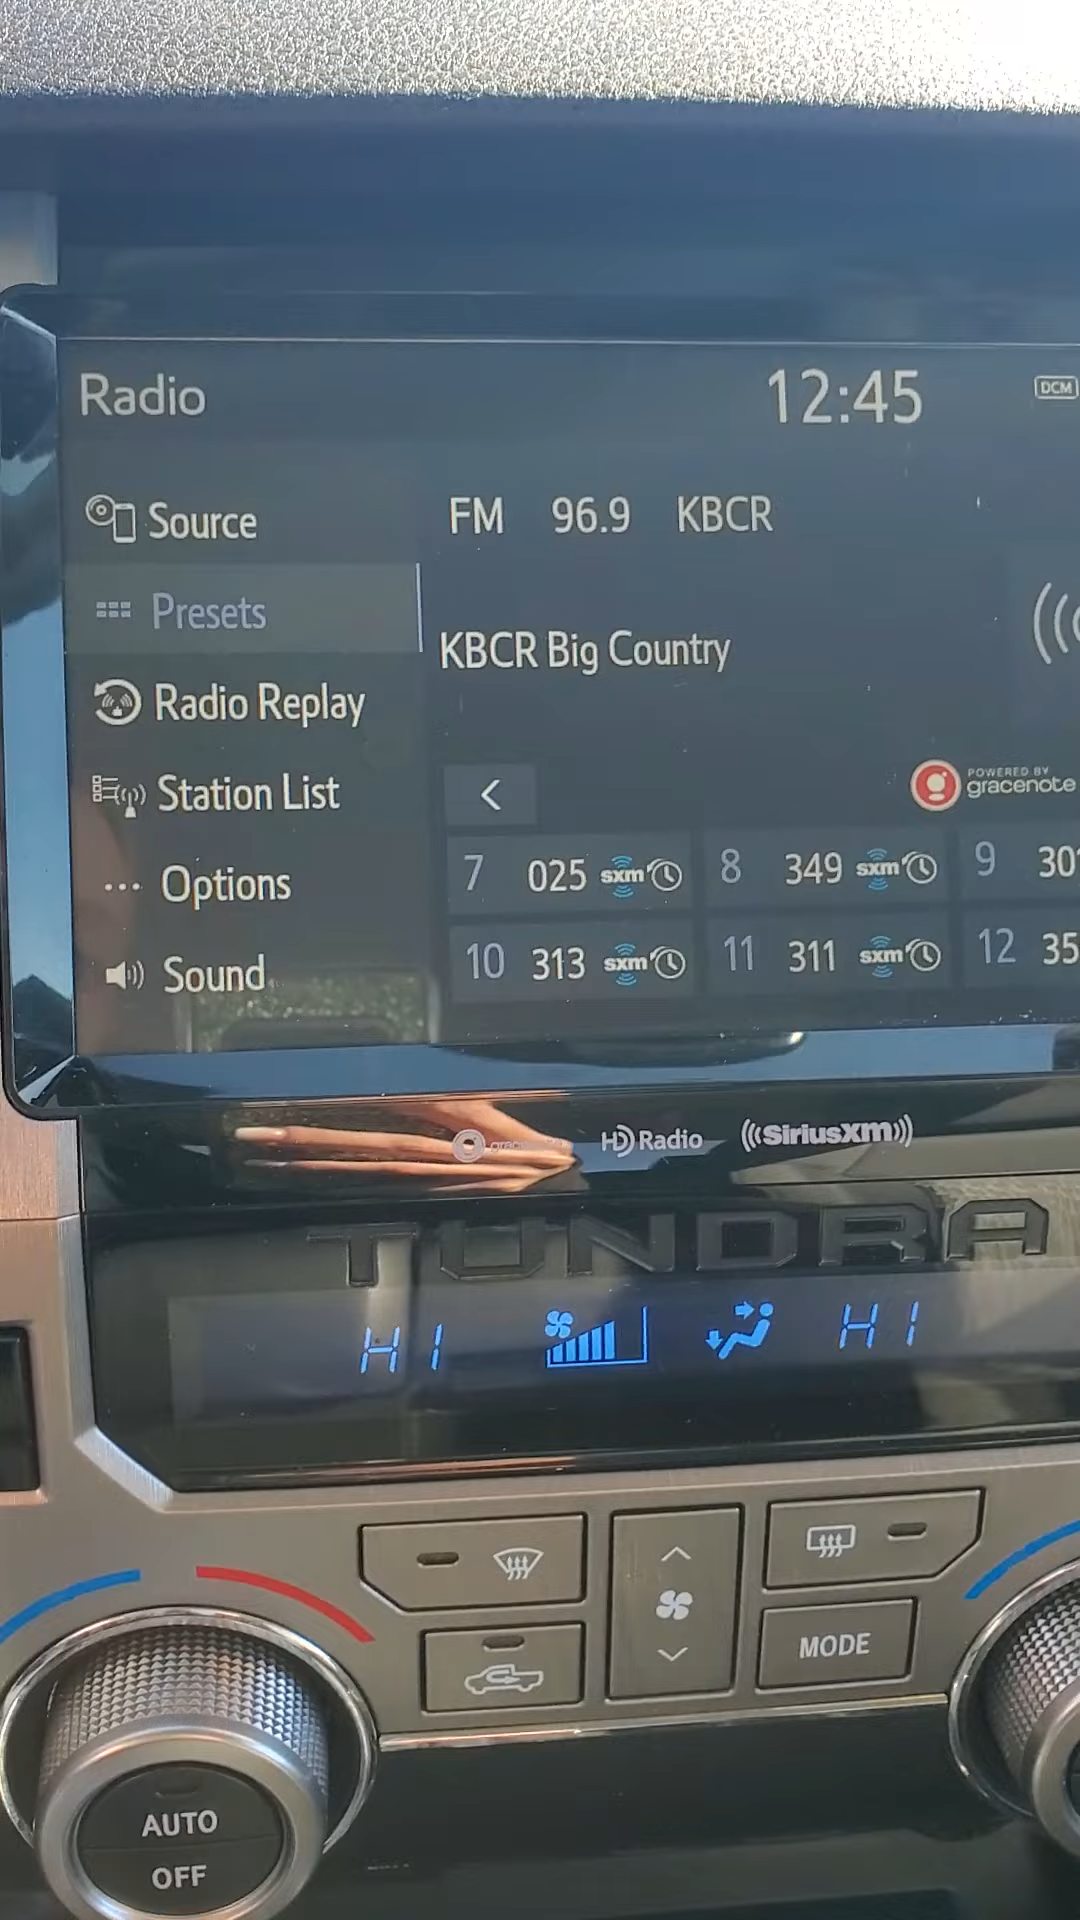 Radio 12:45 DCM
Source
FM 96.9 KBCR
Presets
KBCR Big Country
Radio Replay
Station List
POWERED BY
gracenote
Options
7 025 sxm 8 349 sxm 9
Sound
10 313 sxm 11 311 sxm 12
gracenote HD Radio SiriusXM
TUNDRA
HI HI
MODE
AUTO
OFF